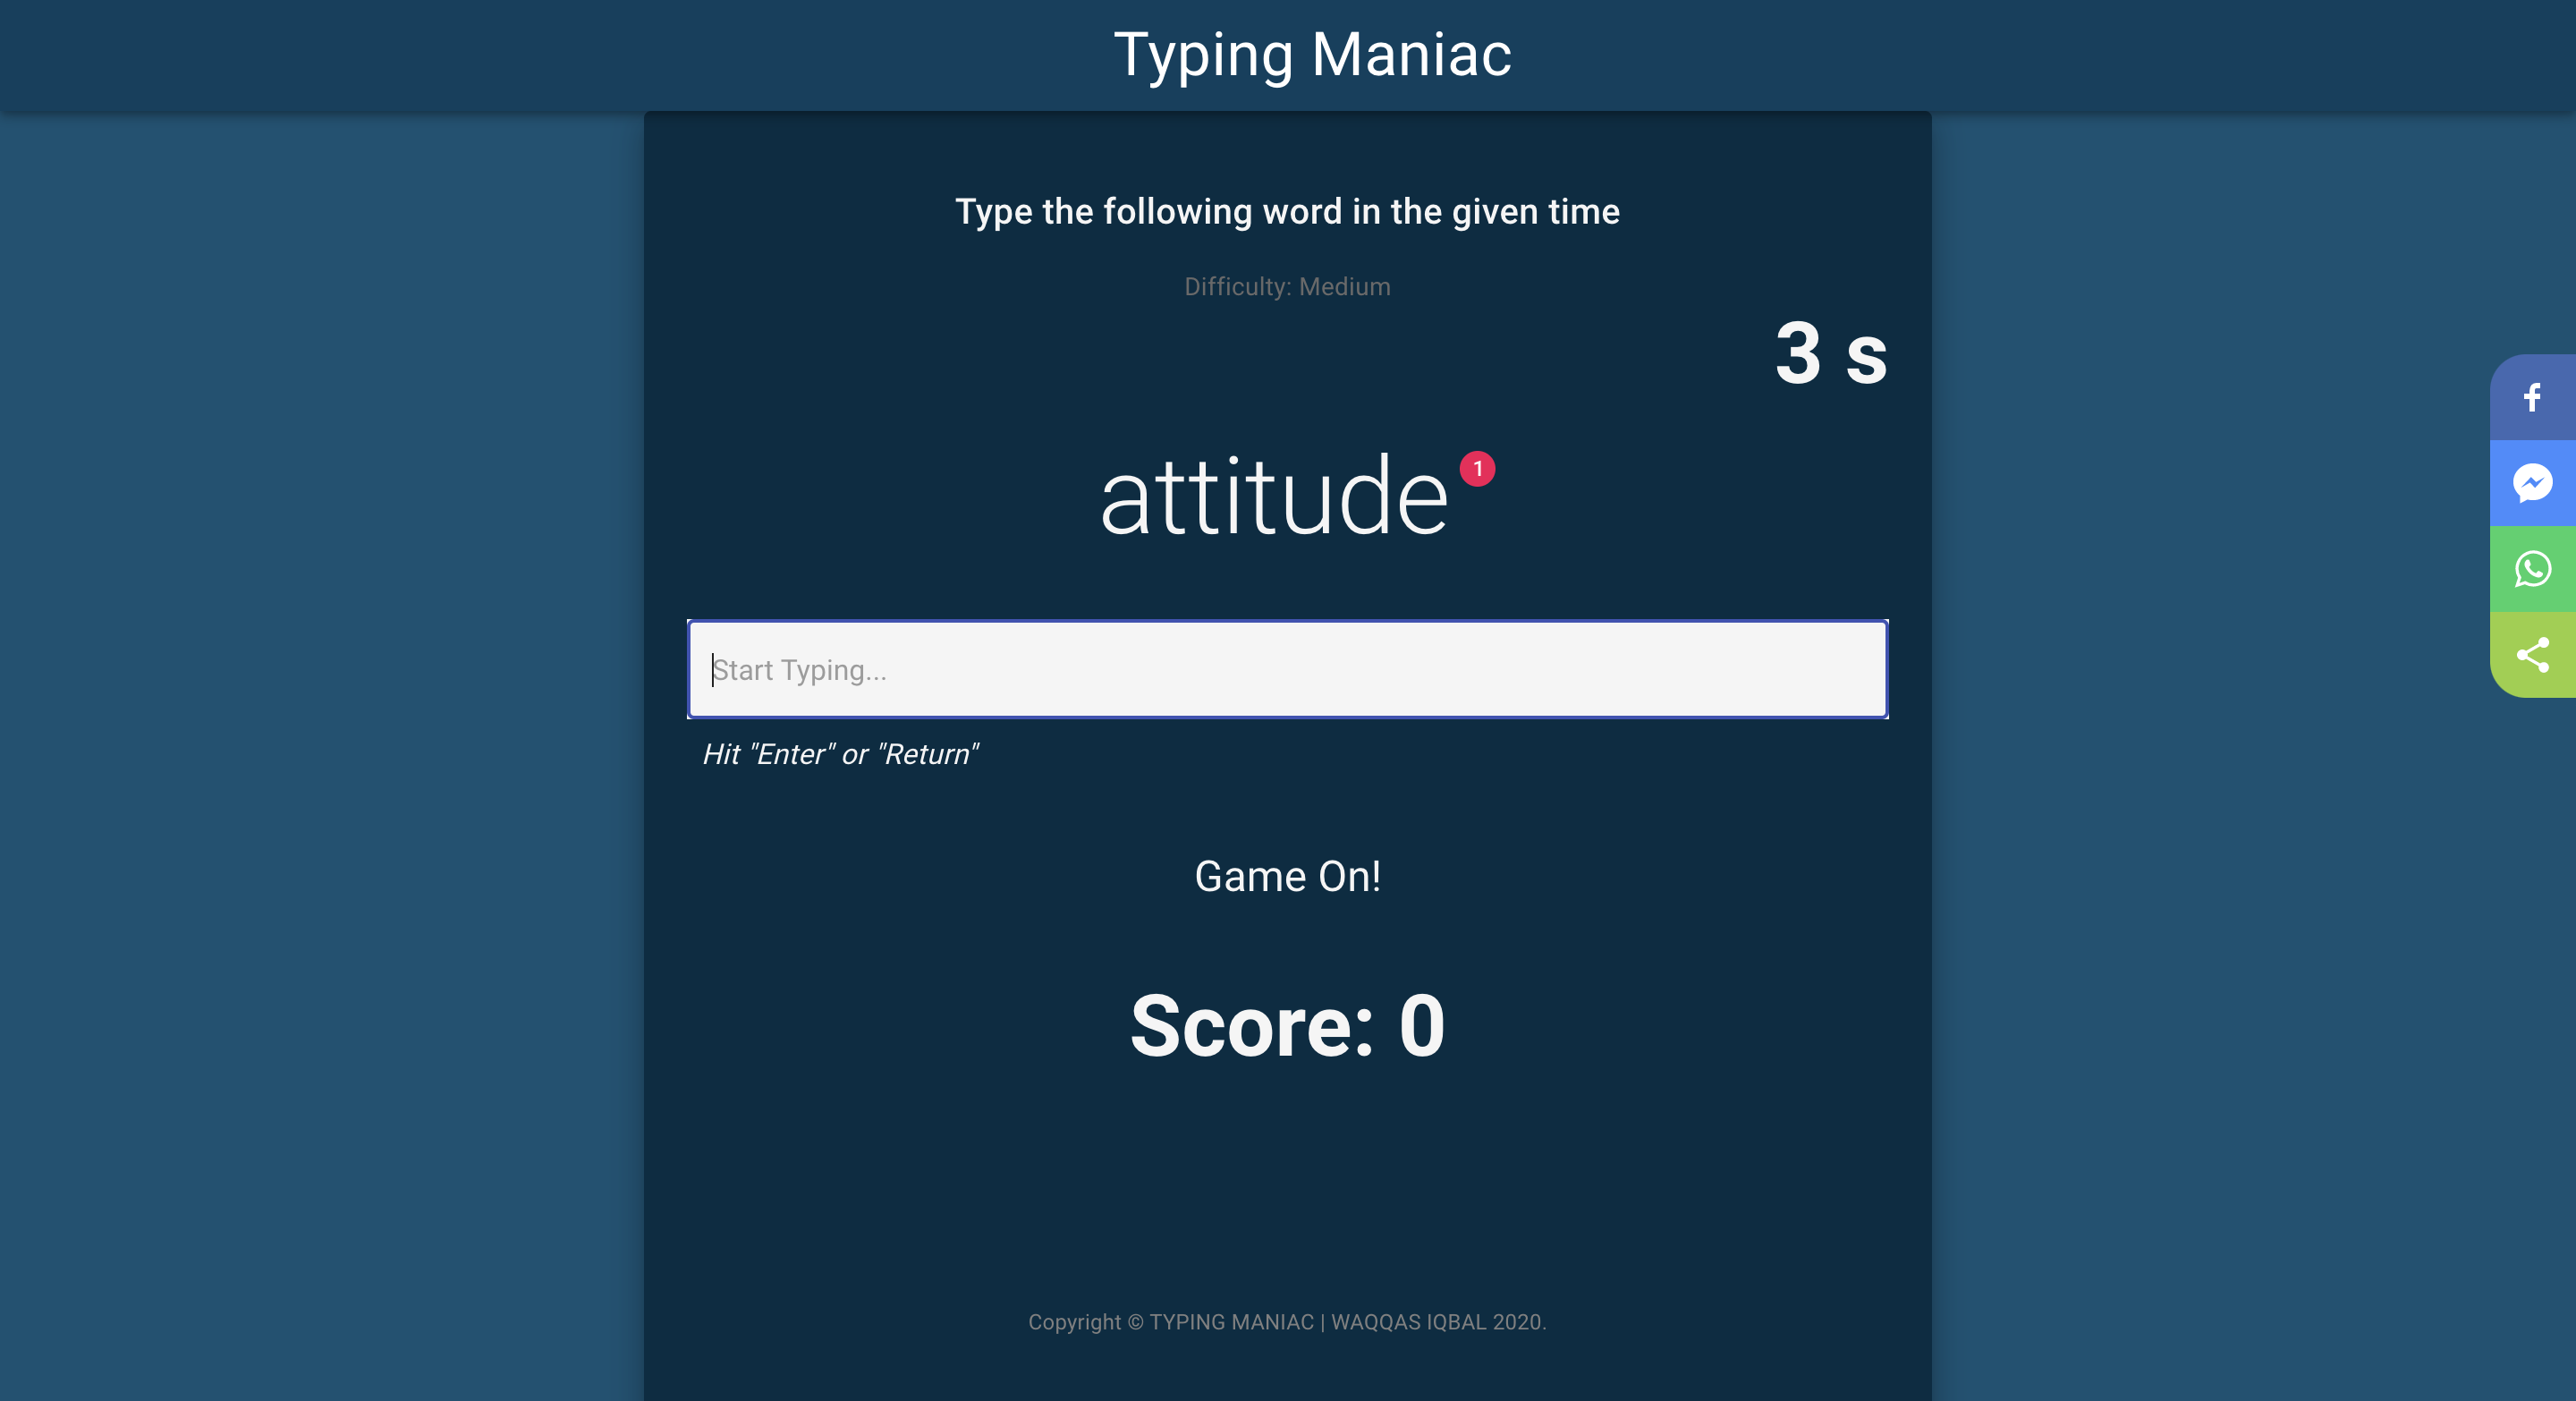 Typing Maniac
Type the following word in the given time
Difficulty: Medium
3 s
attitude 1
Start Typing...
Hit "Enter" or "Return"
Game On!
Score: 0
Copyright © TYPING MANIAC | WAQQAS IQBAL 2020.